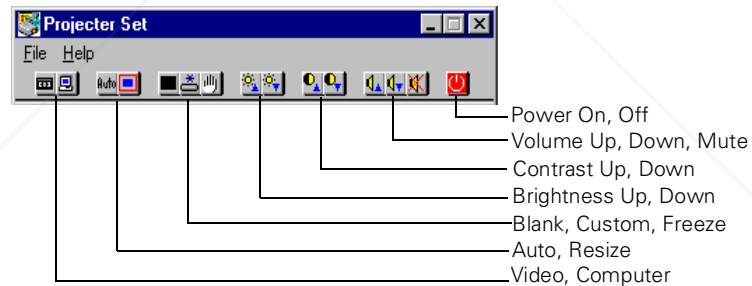 Projecter Set
File Help
Auto
Power On, Off
Volume Up, Down, Mute
Contrast Up, Down
Brightness Up, Down
Blank, Custom, Freeze
Auto, Resize
Video, Computer